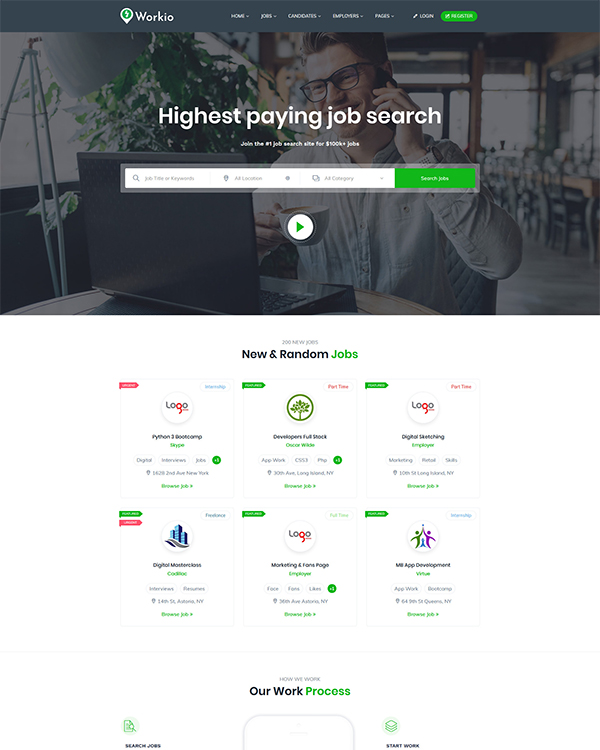 Workio
HOME JOBS CANDIDATES EMPLOYERS PAGES LOGIN REGISTER
Highest paying job search
Join the #1 job search site for $100k+ jobs
Job Title or Keywords All Location All Category Search Jobs
200 NEW JOBS
New & Random Jobs
URGENT Internship
Logo
Python 3 Bootcamp
Skype
Digital Interviews Jobs +3
1628 2nd Ave New York
Browse Job »
FEATURED Part Time
Developers Full Stack
Oscar Wilde
App Work CSS3 Php +3
30th Ave, Long Island, NY
Browse Job »
FEATURED Part Time
Logo
Digital Sketching
Employer
Marketing Retail Skills
10th St Long Island, NY
Browse Job »
FEATURED Freelance
URGENT
Digital Masterclass
Cadillac
Interviews Resumes
14th St, Astoria, NY
Browse Job »
FEATURED Full Time
Logo
Marketing & Fans Page
Employer
Face Fans Likes
36th Ave Astoria, NY
Browse Job »
FEATURED Internship
MB App Development
Virtue
App Work Bootcamp
64 9th St Queens, NY
Browse Job »
HOW WE WORK
Our Work Process
SEARCH JOBS
START WORK